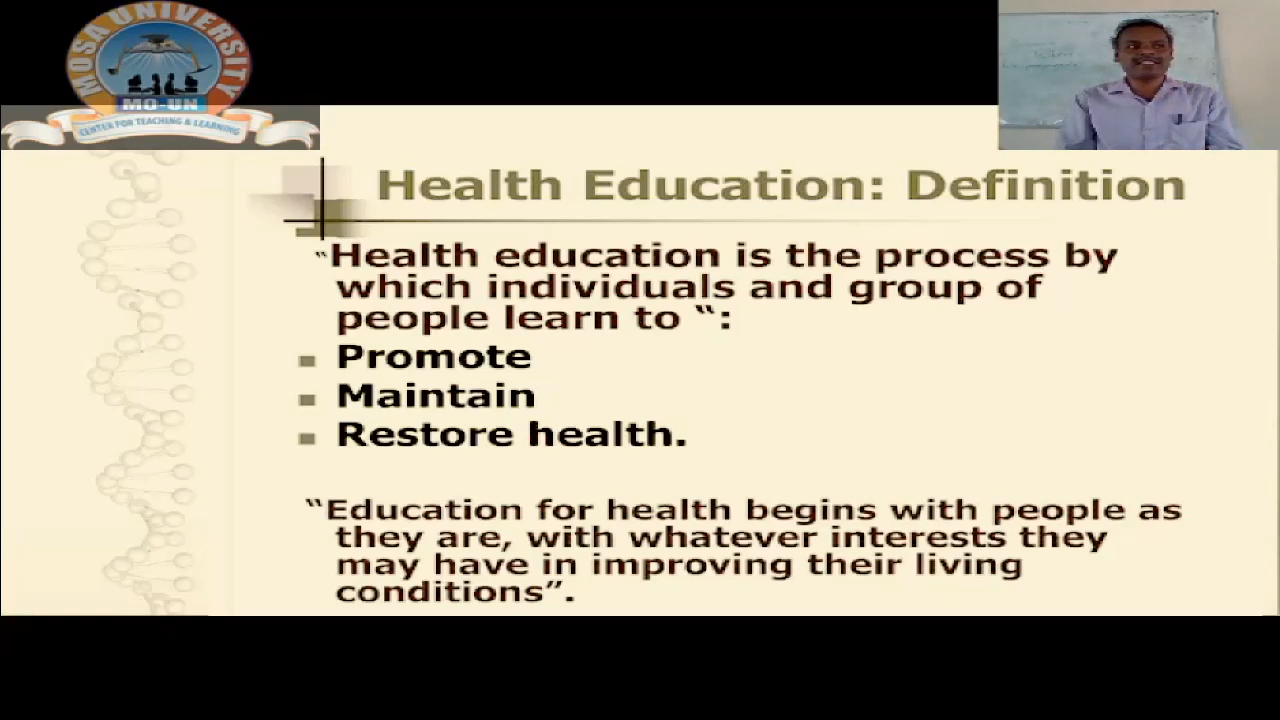 MOSA UNIVERSITY
MO-UN
CENTER FOR TEACHING & LEARNING
Health Education: Definition
“Health education is the process by
which individuals and group of
people learn to “:
Promote
Maintain
Restore health.
“Education for health begins with people as
they are, with whatever interests they
may have in improving their living
conditions”.